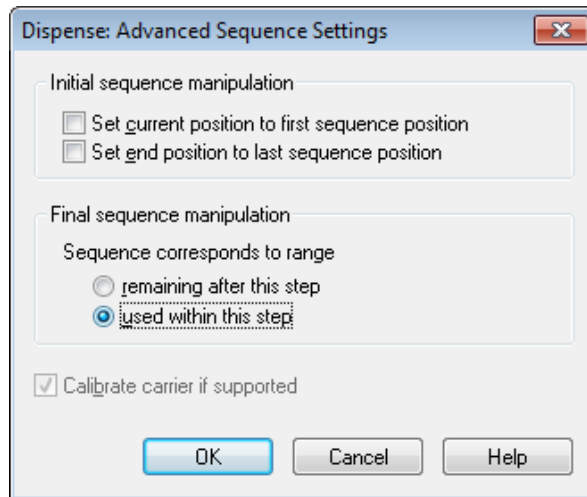 Dispense: Advanced Sequence Settings
Initial sequence manipulation
Set current position to first sequence position
Set end position to last sequence position
Final sequence manipulation
Sequence corresponds to range
remaining after this step
used within this step
Calibrate carrier if supported
OK Cancel Help